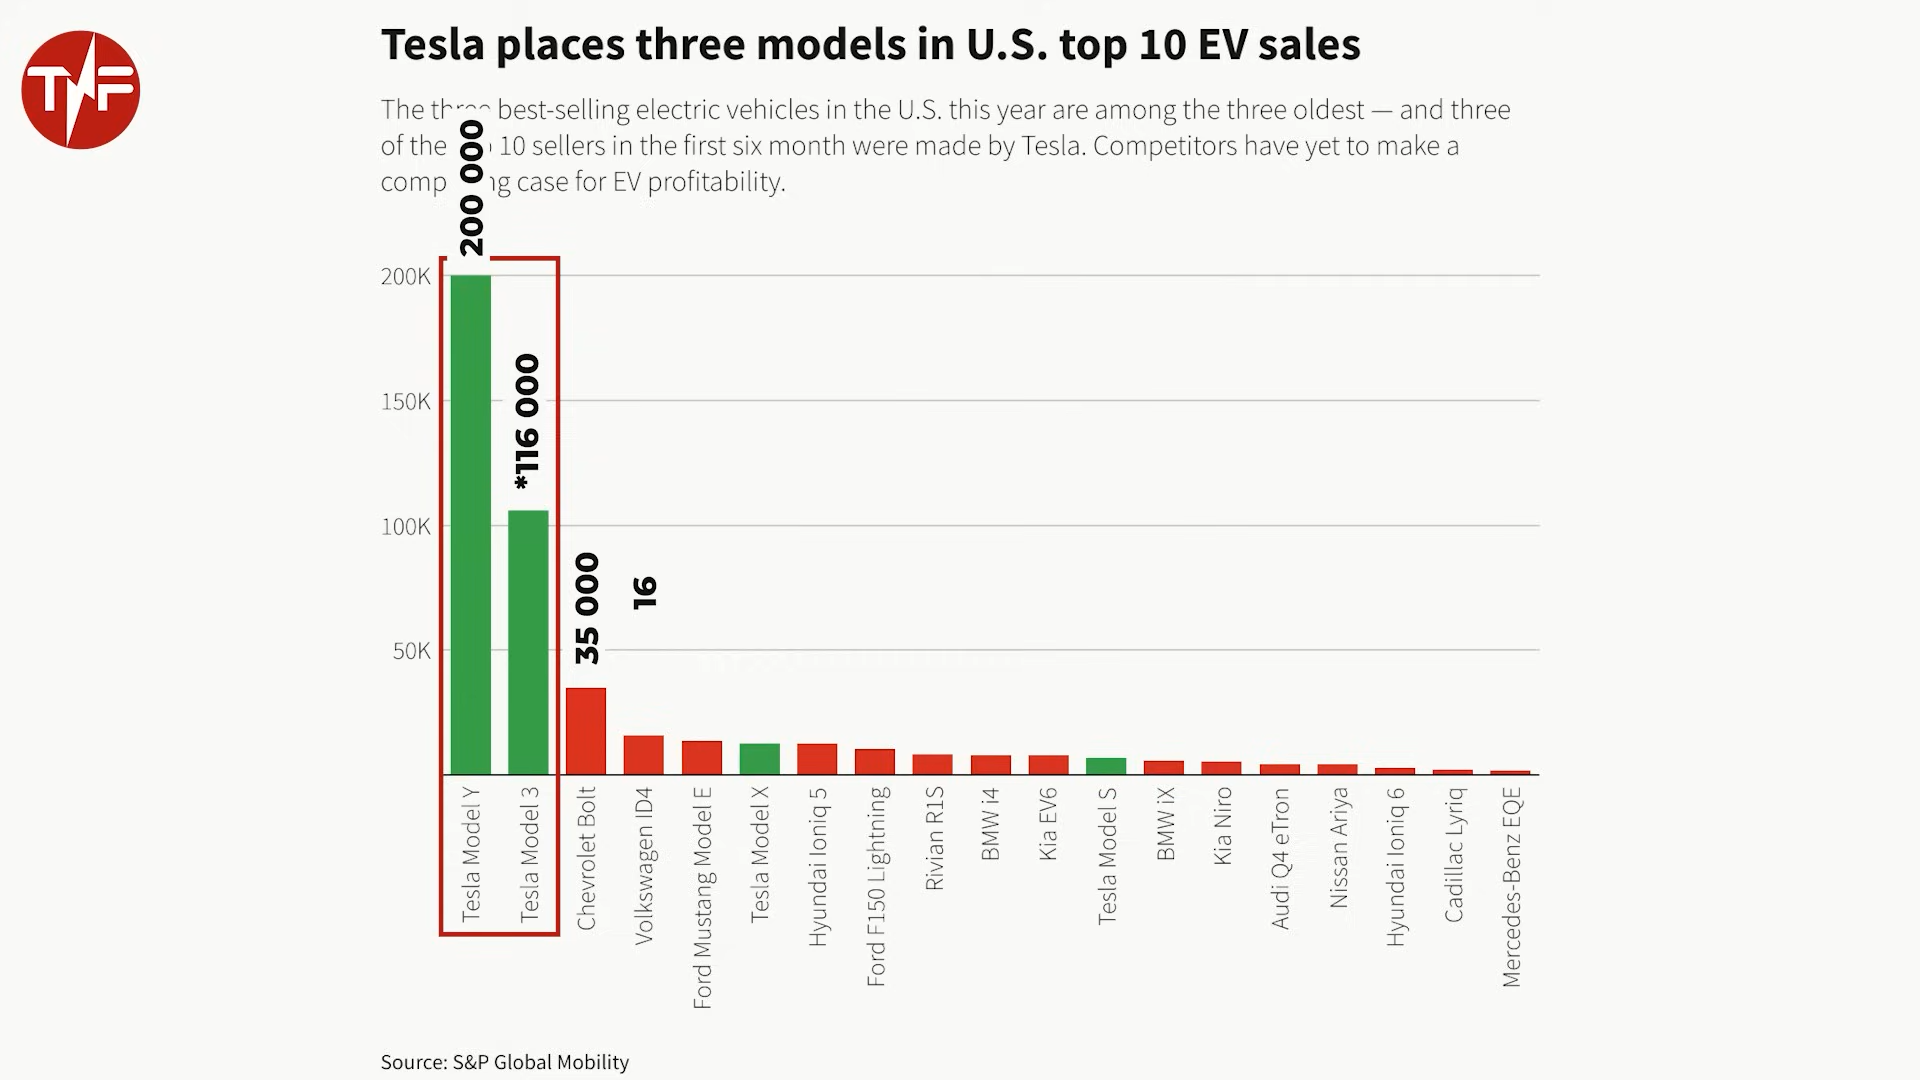 TNF
Tesla places three models in U.S. top 10 EV sales
The three best-selling electric vehicles in the U.S. this year are among the three oldest — and three
of the 10 sellers in the first six month were made by Tesla. Competitors have yet to make a
case for EV profitability.
200 000
200K
150K
*116 000
100K
35 000
16
50K
Tesla Model Y
Tesla Model 3
Chevrolet Bolt
Volkswagen ID4
Ford Mustang Model E
Tesla Model X
Hyundai Ioniq 5
Ford F150 Lightning
Rivian R1S
BMW i4
Kia EV6
Tesla Model S
BMW iX
Kia Niro
Audi Q4 eTron
Nissan Ariya
Hyundai Ioniq 6
Cadillac Lyriq
Mercedes-Benz EQE
Source: S&P Global Mobility